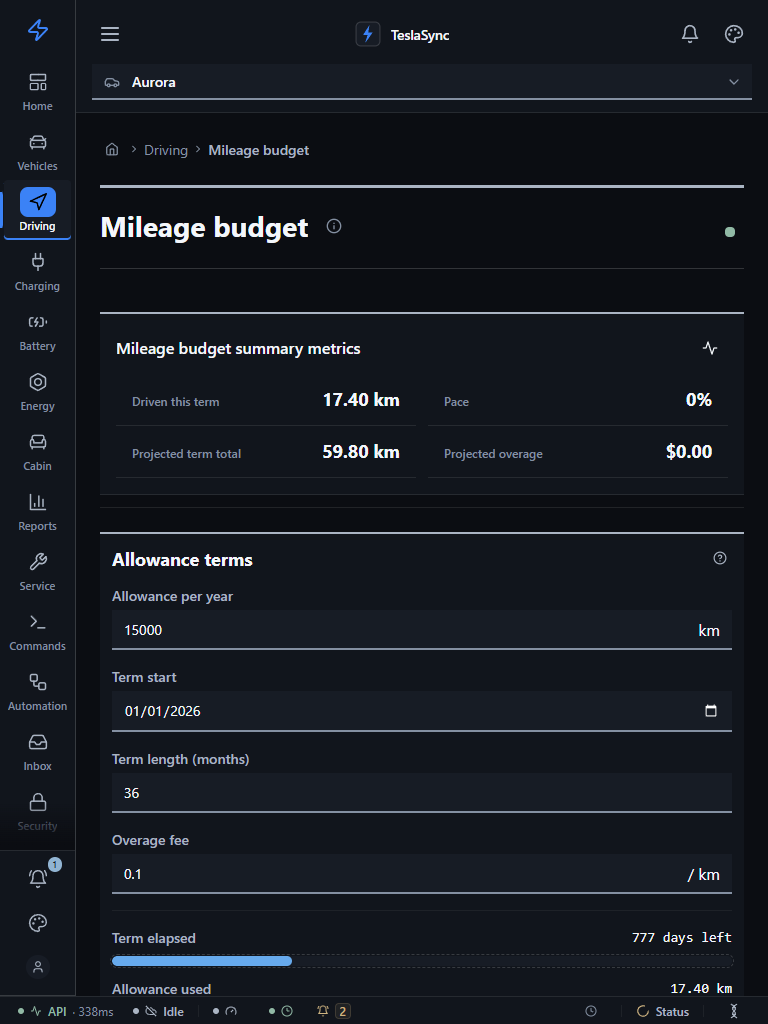 TeslaSync
Aurora
Home
Vehicles
Driving
Charging
Battery
Energy
Cabin
Reports
Service
Commands
Automation
Inbox
Security
1
Driving
Mileage budget
Mileage budget
Mileage budget summary metrics
Driven this term 17.40 km
Pace 0%
Projected term total 59.80 km
Projected overage $0.00
Allowance terms
Allowance per year
15000 km
Term start
01/01/2026
Term length (months)
36
Overage fee
0.1 / km
Term elapsed 777 days left
Allowance used 17.40 km
API · 338ms Idle 2 Status